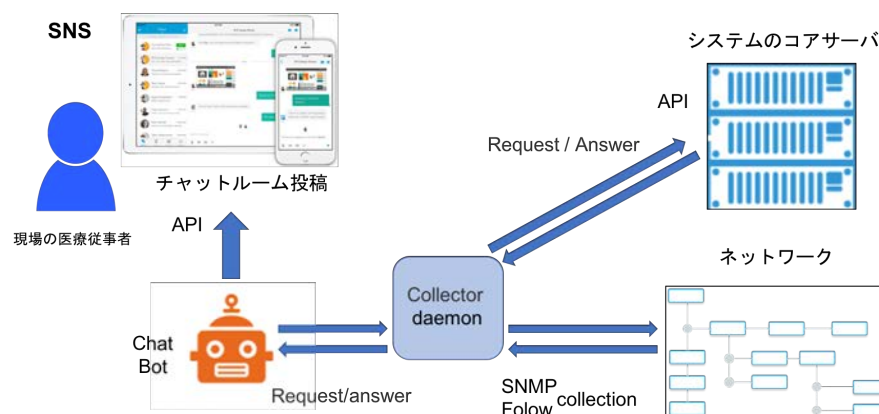 SNS
システムのコアサーバ
API
Request / Answer
チャットルーム投稿
API
現場の医療従事者
ネットワーク
Collector
daemon
Chat
Bot
Request/answer
SNMP
Folow
collection